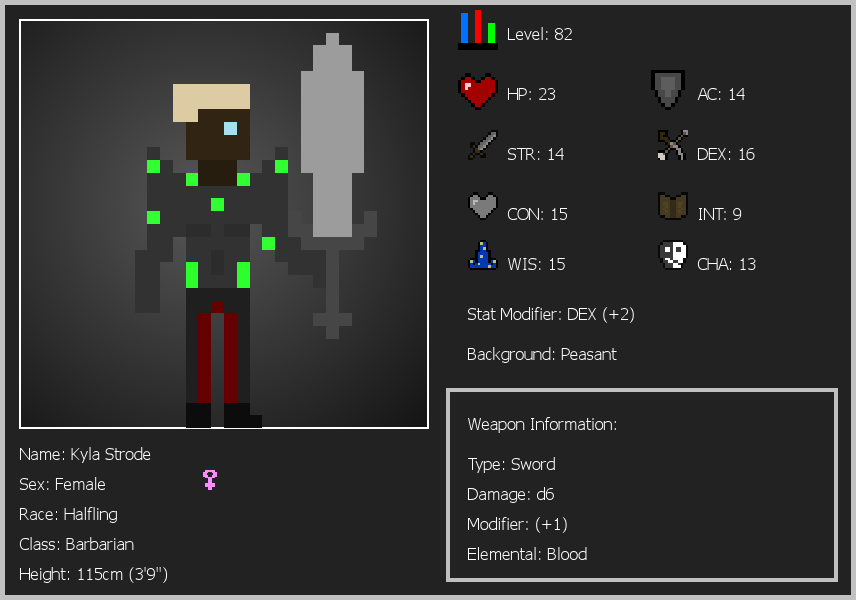 Level: 82
HP: 23
AC: 14
STR: 14
DEX: 16
CON: 15
INT: 9
WIS: 15
CHA: 13
Stat Modifier: DEX (+2)
Background: Peasant
Weapon Information:
Type: Sword
Damage: d6
Modifier: (+1)
Elemental: Blood
Name: Kyla Strode
Sex: Female
Race: Halfling
Class: Barbarian
Height: 115cm (3'9")